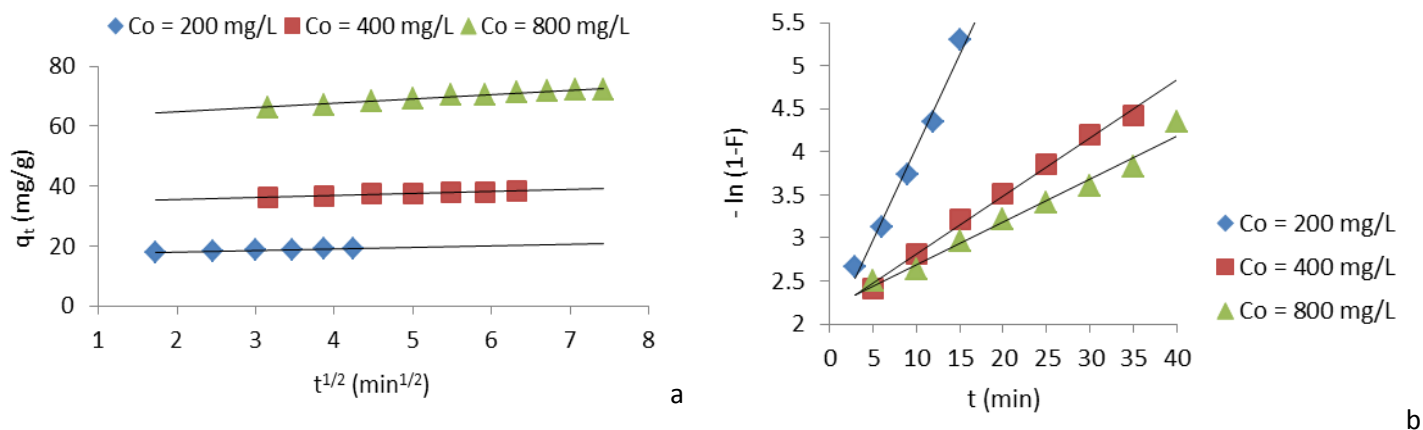 Co = 200 mg/L Co = 400 mg/L Co = 800 mg/L
qt (mg/g)
80
60
40
20
0
1 2 3 4 5 6 7 8
t1/2 (min1/2)
a
- ln (1-F)
5.5
5
4.5
4
3.5
3
2.5
2
0 5 10 15 20 25 30 35 40
t (min)
Co = 200 mg/L
Co = 400 mg/L
Co = 800 mg/L
b